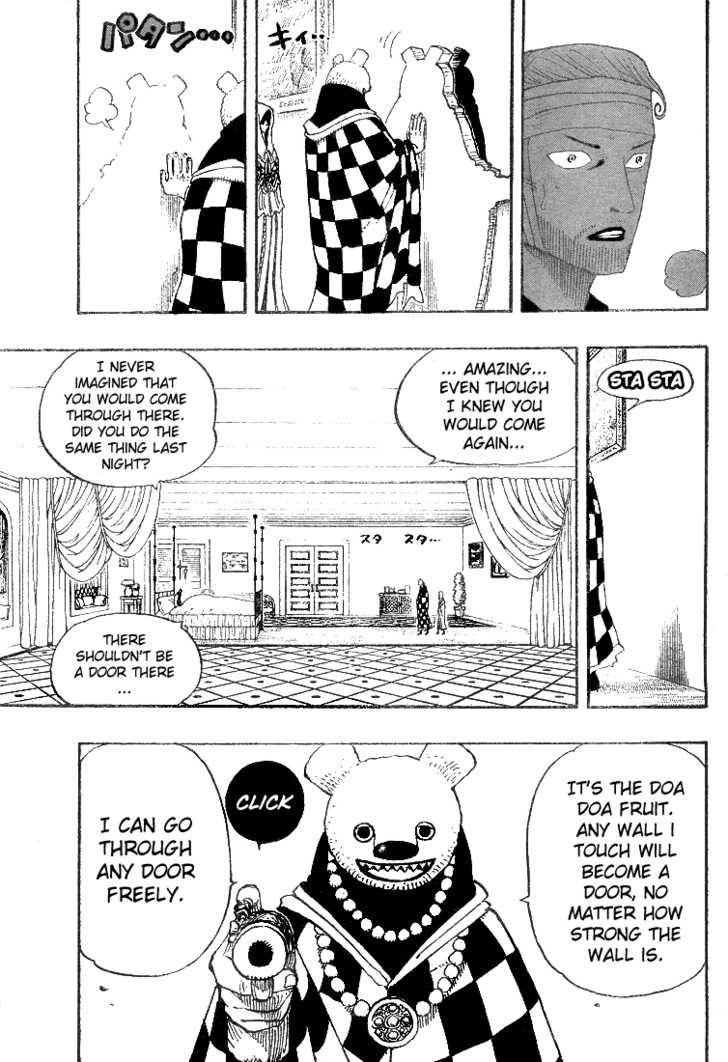 キィ…
パタン…
STA STA
... AMAZING...
EVEN THOUGH
I KNEW YOU
WOULD COME
AGAIN...
I NEVER
IMAGINED THAT
YOU WOULD COME
THROUGH THERE.
DID YOU DO THE
SAME THING LAST
NIGHT?
スタ スタ…
THERE
SHOULDN'T BE
A DOOR THERE
...
IT'S THE DOA
DOA FRUIT.
ANY WALL I
TOUCH WILL
BECOME A
DOOR, NO
MATTER HOW
STRONG THE
WALL IS.
CLICK
I CAN GO
THROUGH
ANY DOOR
FREELY.